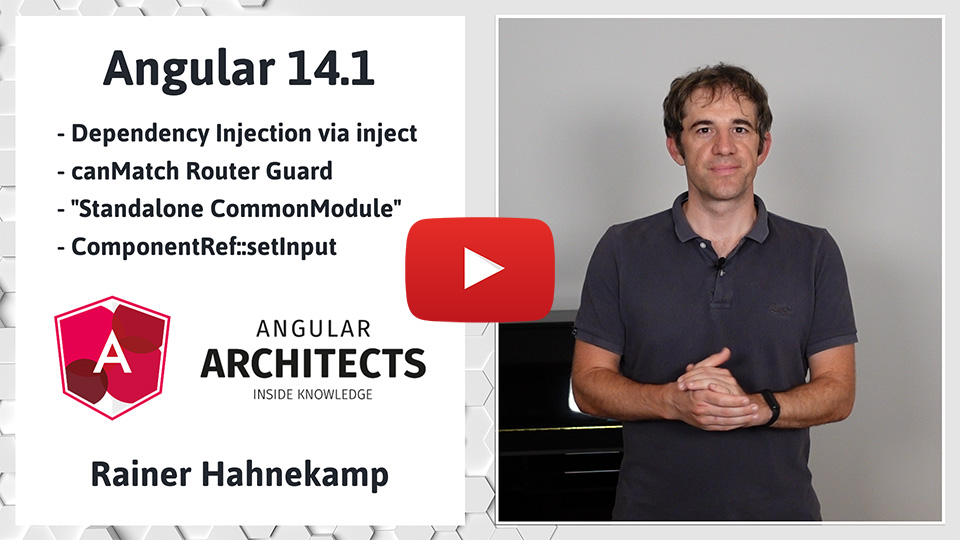 Angular 14.1
- Dependency Injection via inject
- canMatch Router Guard
- "Standalone CommonModule"
- ComponentRef::setInput
A
ANGULAR
ARCHITECTS
INSIDE KNOWLEDGE
Rainer Hahnekamp